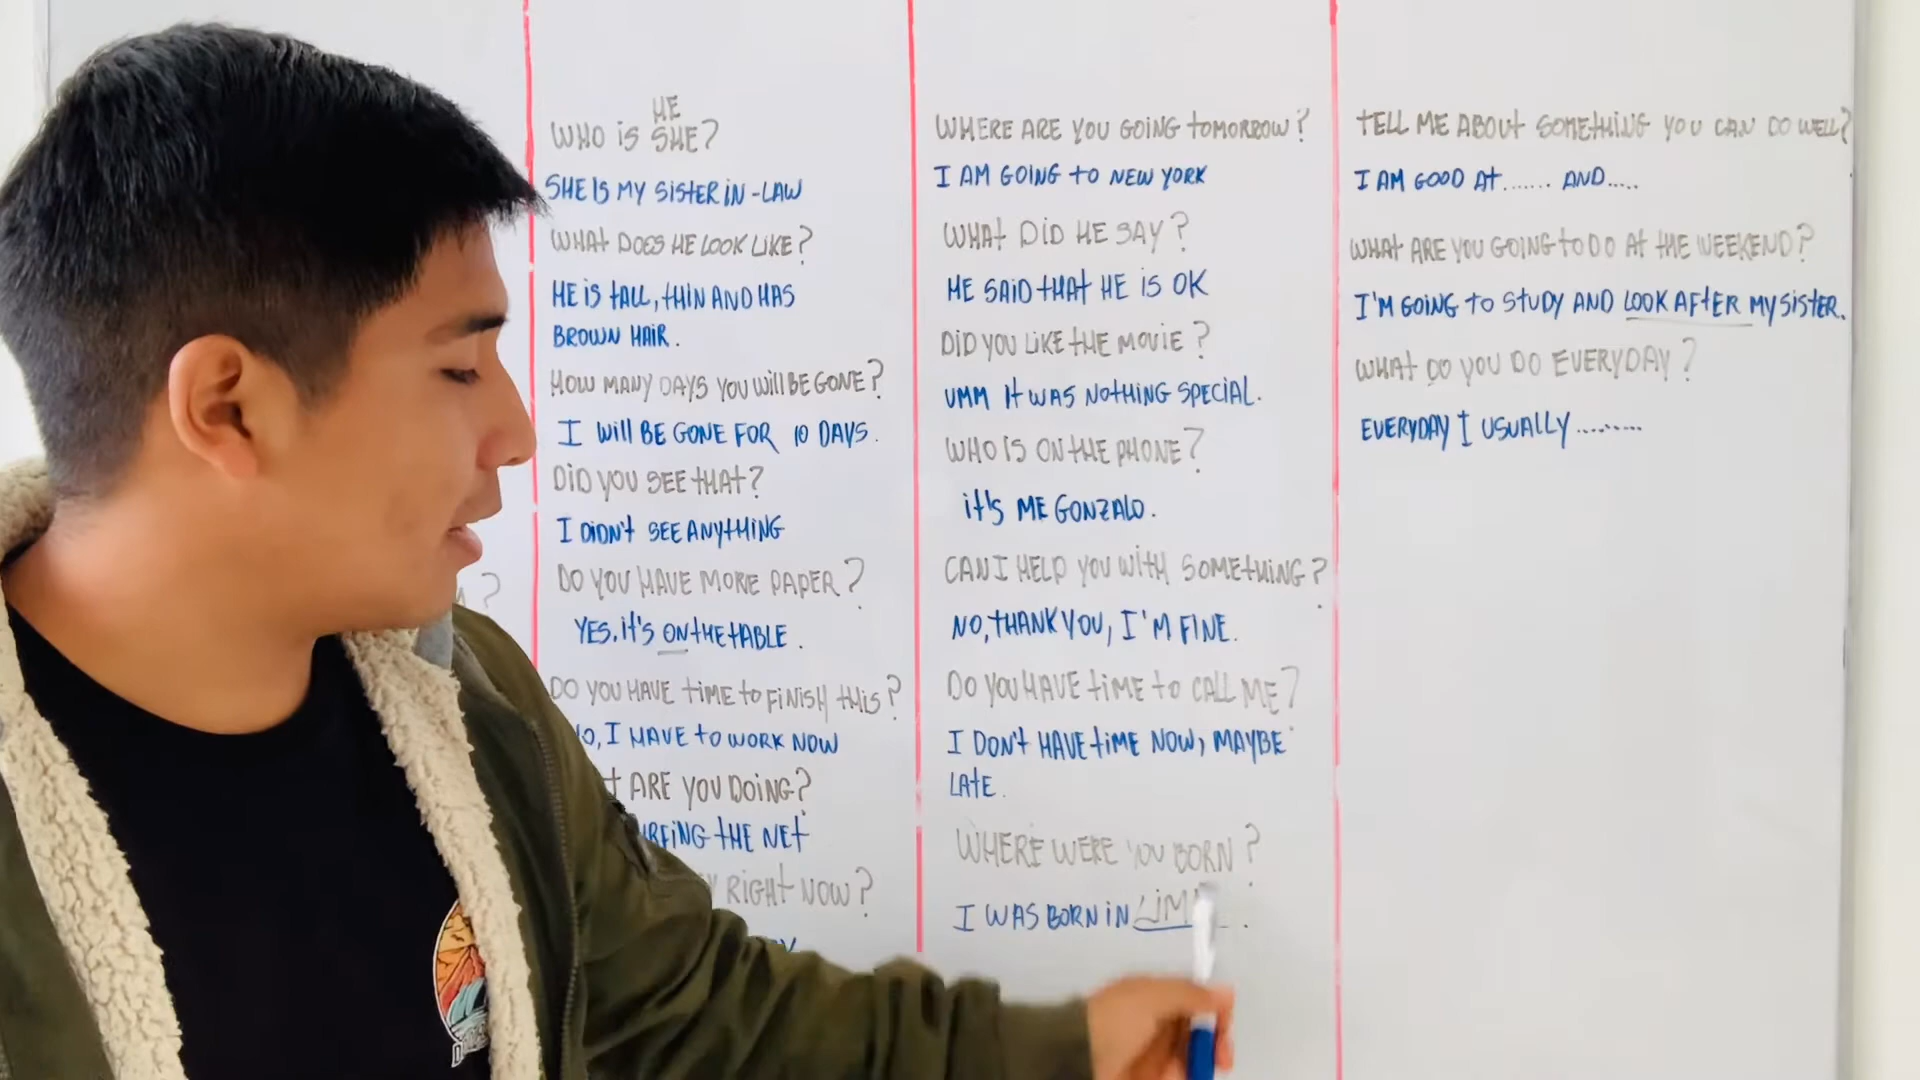 HE
WHO IS SHE?
SHE IS MY SISTER IN-LAW
WHAT DOES HE LOOK LIKE?
HE IS TALL, THIN AND HAS
BROWN HAIR.
HOW MANY DAYS YOU WILL BE GONE?
I WILL BE GONE FOR 10 DAYS.
DID YOU SEE THAT?
I DIDN'T SEE ANYTHING
DO YOU HAVE MORE PAPER?
YES, IT'S ON THE TABLE.
DO YOU HAVE TIME TO FINISH THIS?
I HAVE TO WORK NOW
ARE YOU DOING?
THE NET
RIGHT NOW?
WHERE ARE YOU GOING TOMORROW?
I AM GOING TO NEW YORK
WHAT DID HE SAY?
HE SAID THAT HE IS OK
DID YOU LIKE THE MOVIE?
UMM IT WAS NOTHING SPECIAL.
WHO IS ON THE PHONE?
IT'S ME GONZALO.
CAN I HELP YOU WITH SOMETHING?
NO, THANK YOU, I'M FINE.
DO YOU HAVE TIME TO CALL ME?
I DON'T HAVE TIME NOW, MAYBE
LATE.
WHERE WERE YOU BORN?
I WAS BORN IN
TELL ME ABOUT SOMETHING YOU CAN DO WELL?
I AM GOOD AT....... AND.....
WHAT ARE YOU GOING TO DO AT THE WEEKEND?
I'M GOING TO STUDY AND LOOK AFTER MY SISTER.
WHAT DO YOU DO EVERYDAY?
EVERYDAY I USUALLY.........